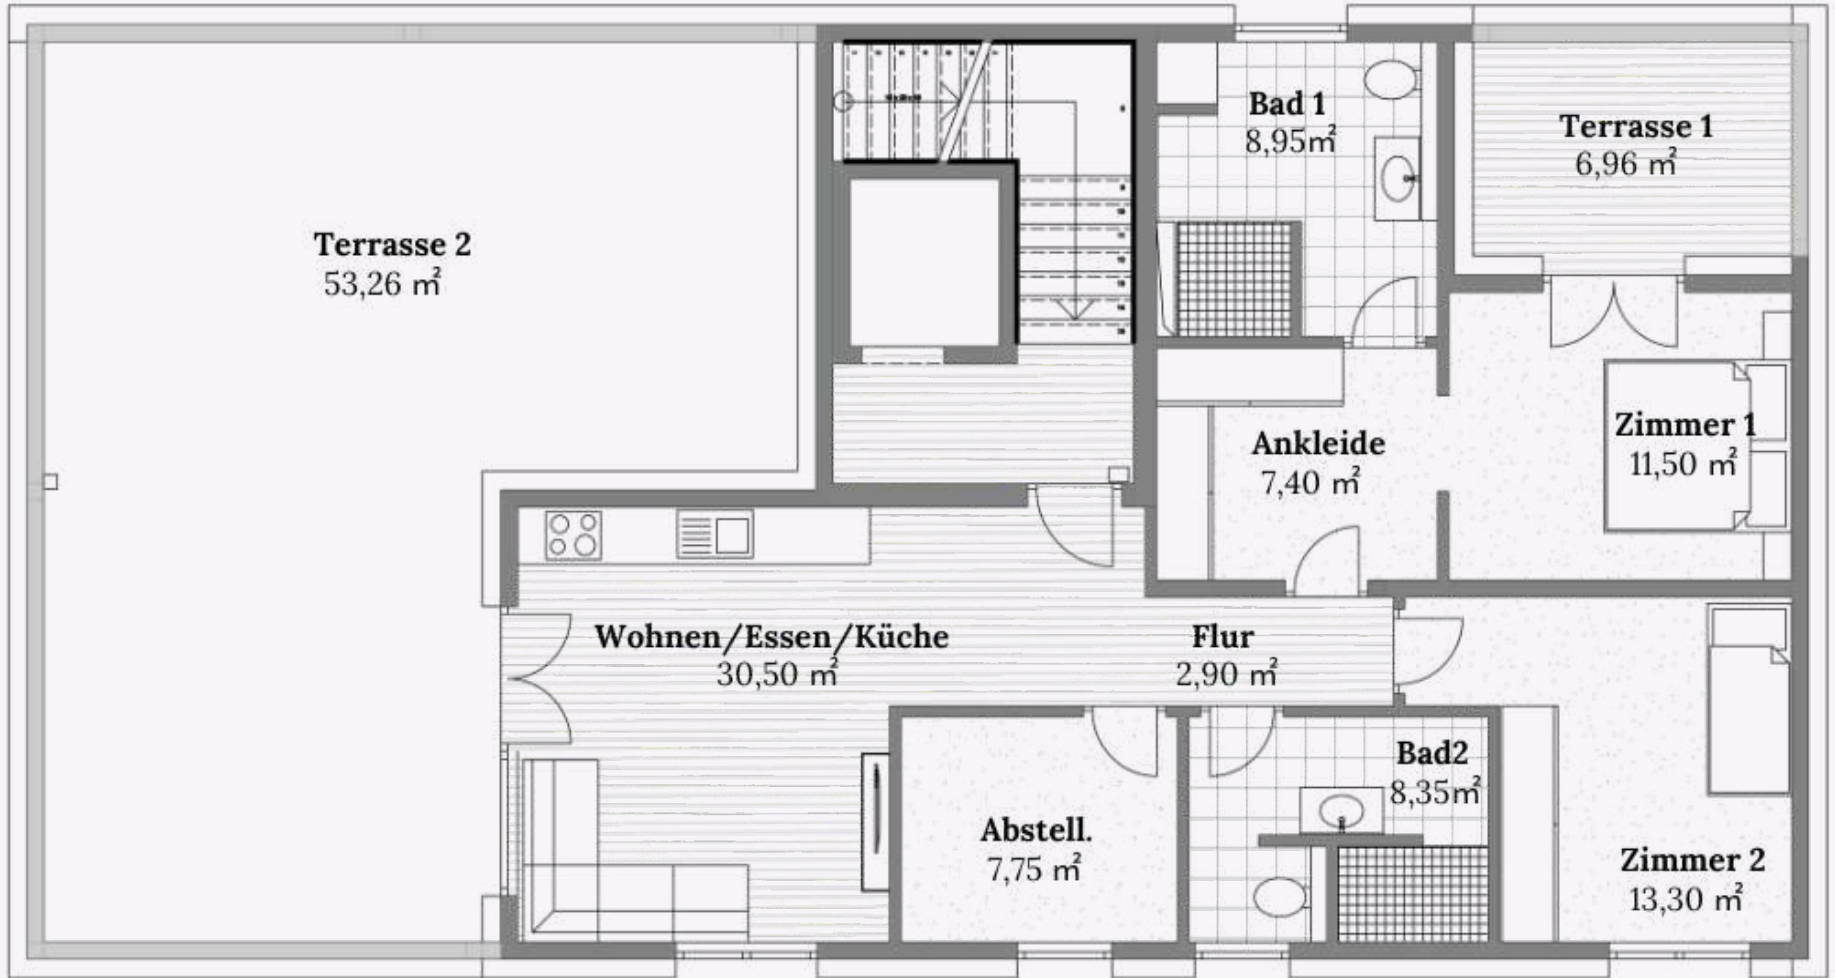 Bad 1
8,95m²
Terrasse 1
6,96 m²
Terrasse 2
53,26 m²
Zimmer 1
11,50 m²
Ankleide
7,40 m²
Wohnen/Essen/Küche
30,50 m²
Flur
2,90 m²
Bad2
8,35m²
Abstell.
7,75 m²
Zimmer 2
13,30 m²